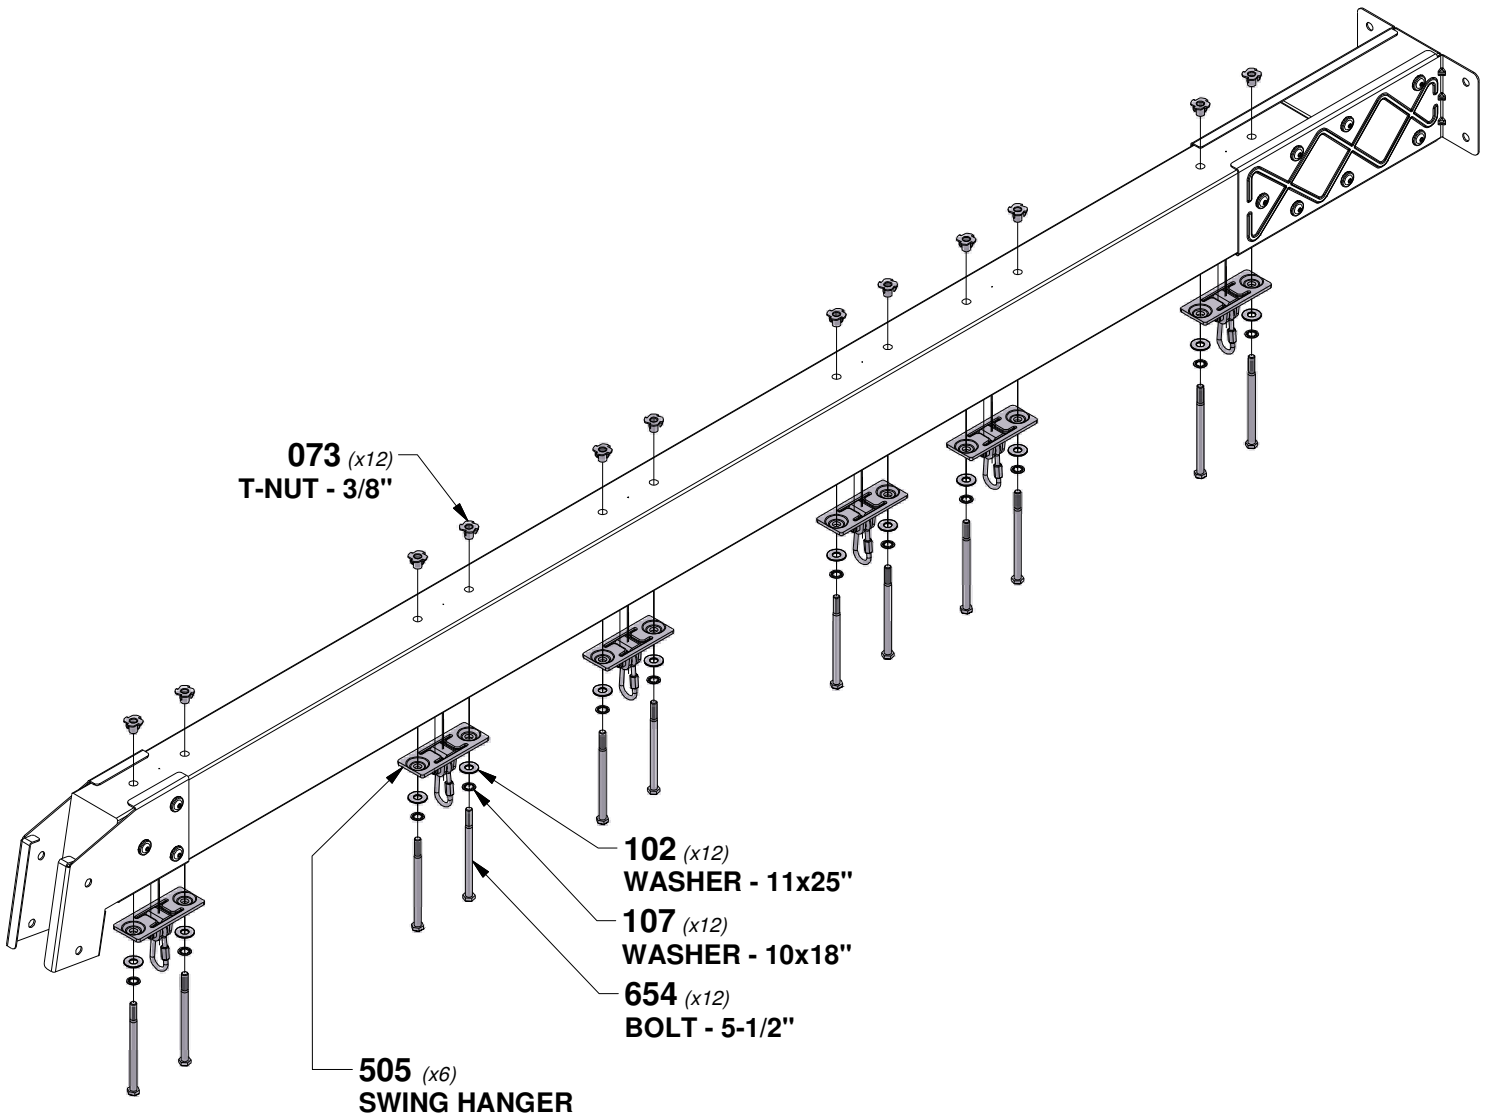 073 (x12)
T-NUT - 3/8"
102 (x12)
WASHER - 11x25"
107 (x12)
WASHER - 10x18"
654 (x12)
BOLT - 5-1/2"
505 (x6)
SWING HANGER